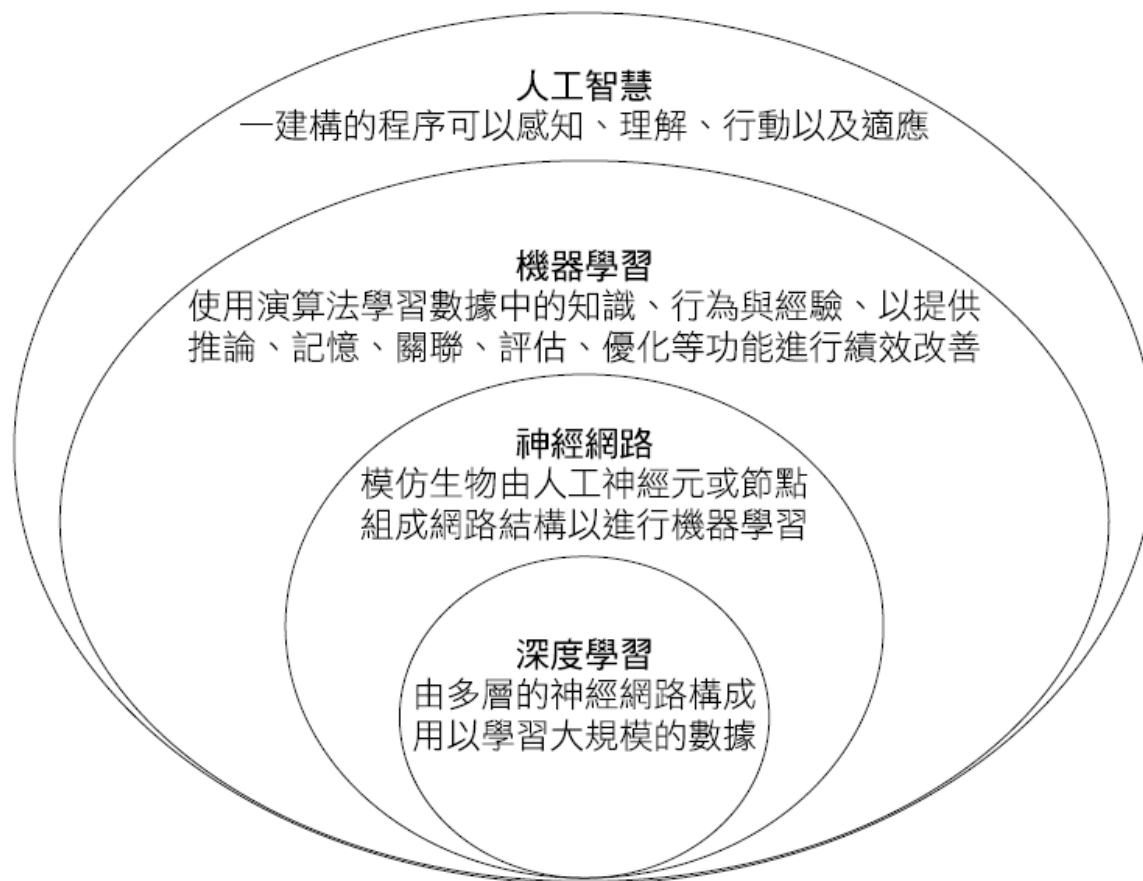 人工智慧
一建構的程序可以感知、理解、行動以及適應
機器學習
使用演算法學習數據中的知識、行為與經驗、以提供
推論、記憶、關聯、評估、優化等功能進行績效改善
神經網路
模仿生物由人工神經元或節點
組成網路結構以進行機器學習
深度學習
由多層的神經網路構成
用以學習大規模的數據